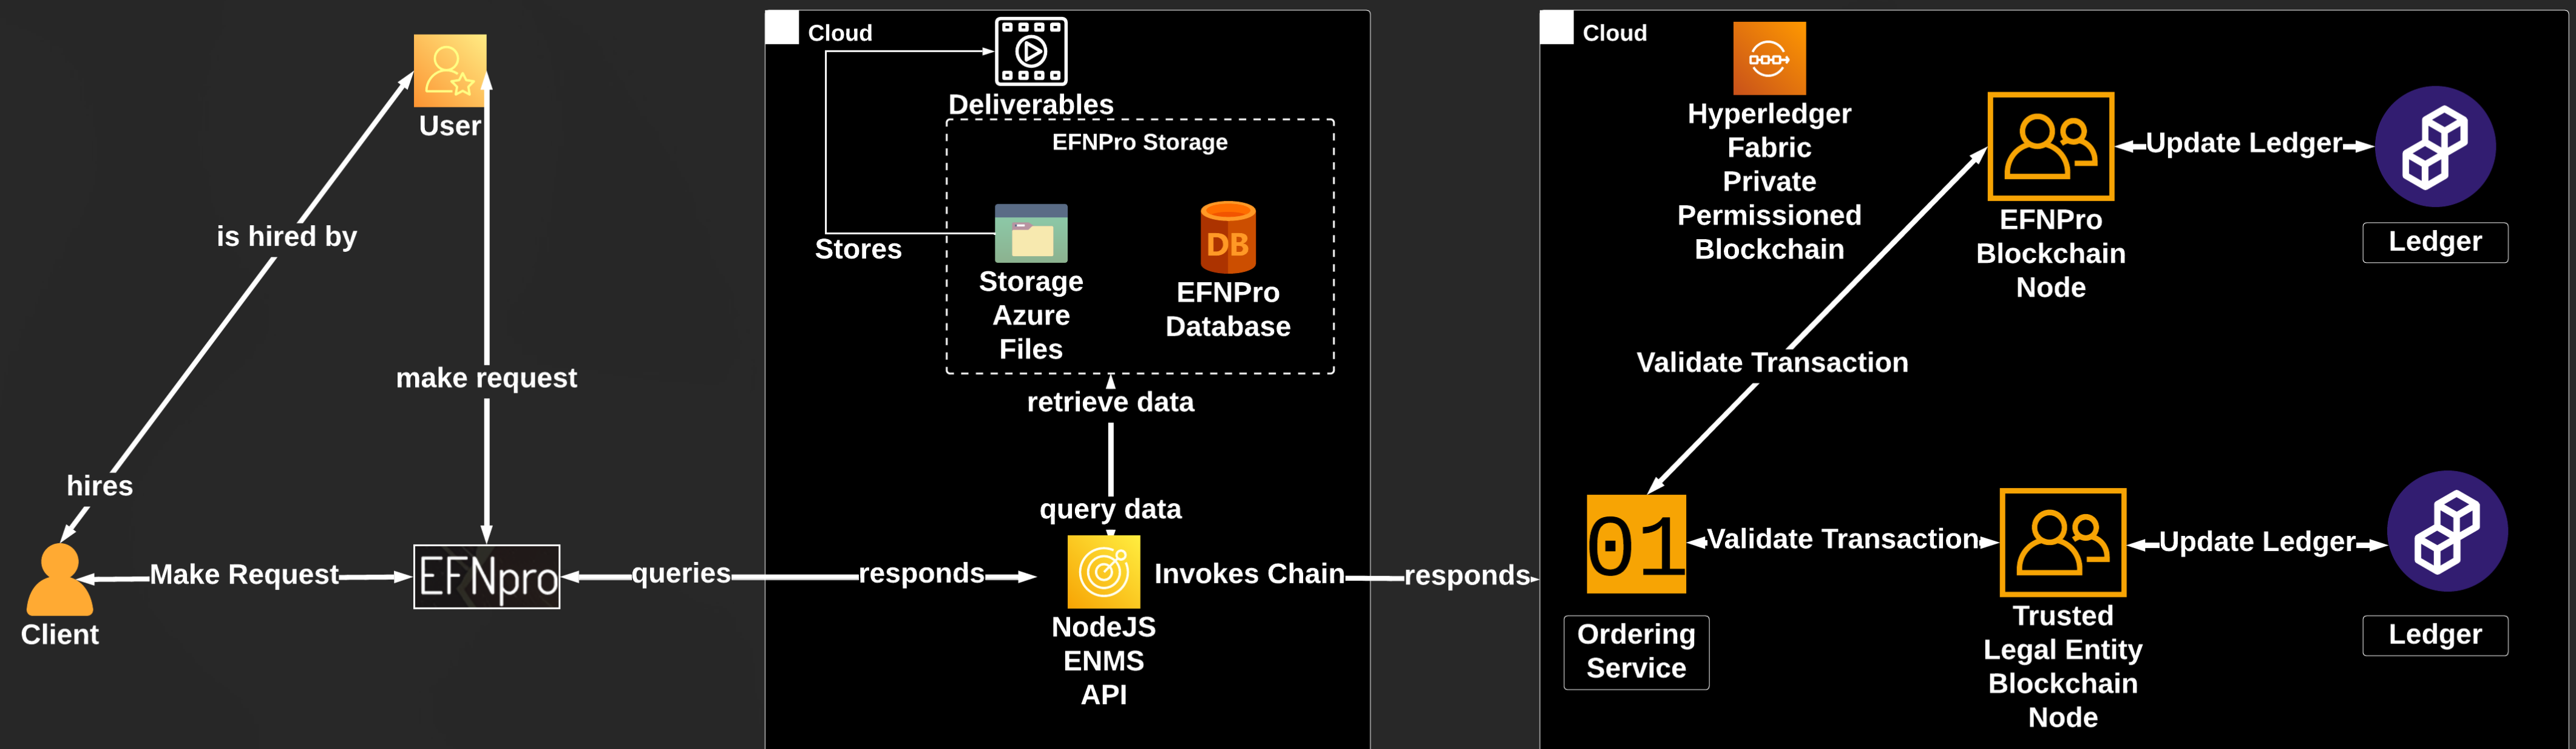 User
is hired by
make request
hires
Make Request
Client
EFNpro
queries
responds
Cloud
Deliverables
EFNPro Storage
Stores
Storage
Azure
Files
DB
EFNPro
Database
retrieve data
query data
NodeJS
ENMS
API
Invokes Chain
responds
Cloud
Hyperledger
Fabric
Private
Permissioned
Blockchain
EFNPro
Blockchain
Node
Update Ledger
Ledger
Validate Transaction
01
Ordering
Service
Validate Transaction
Trusted
Legal Entity
Blockchain
Node
Update Ledger
Ledger